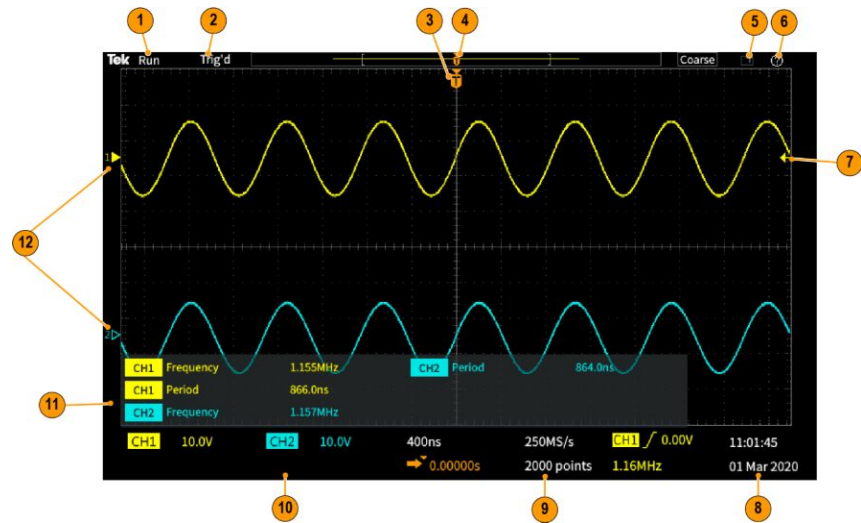 1 2 3 4 5 6
Tek Run Trig'd T Coarse ?
T
1
7
12
2
CH1 Frequency 1.155MHz CH2 Period 864.0ns
CH1 Period 866.0ns
11
CH2 Frequency 1.157MHz
CH1 10.0V CH2 10.0V 400ns 250MS/s CH1 0.00V 11:01:45
0.00000s 2000 points 1.16MHz 01 Mar 2020
10 9 8